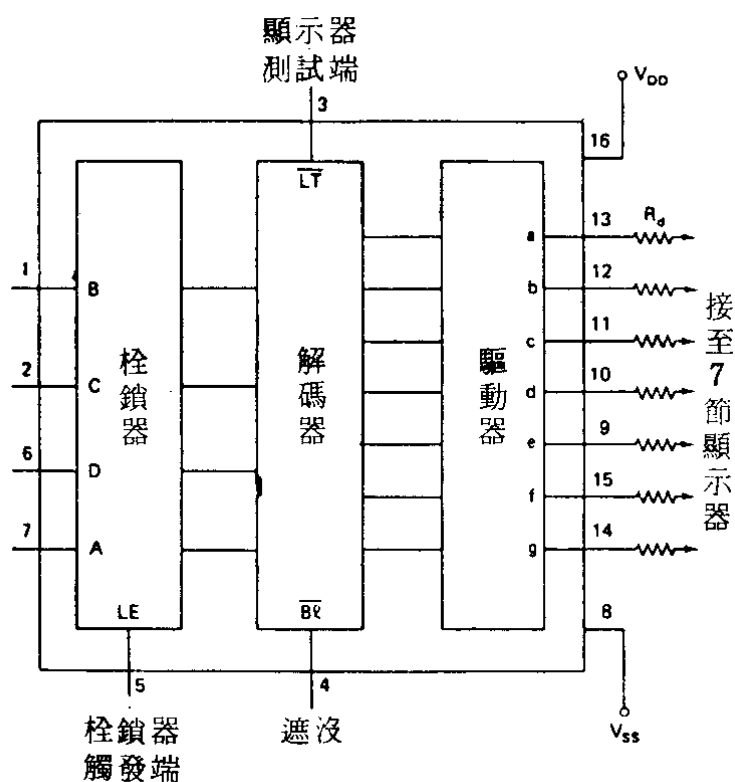 顯示器
測試端
3
V_DD
16
LT
13
R_d
a
1
B
12
b
11
c
2
C
10
d
栓鎖器
解碼器
驅動器
接至7節顯示器
6
D
9
e
15
f
7
A
14
g
LE
Bℓ
8
5
4
栓鎖器
觸發端
遮沒
V_SS